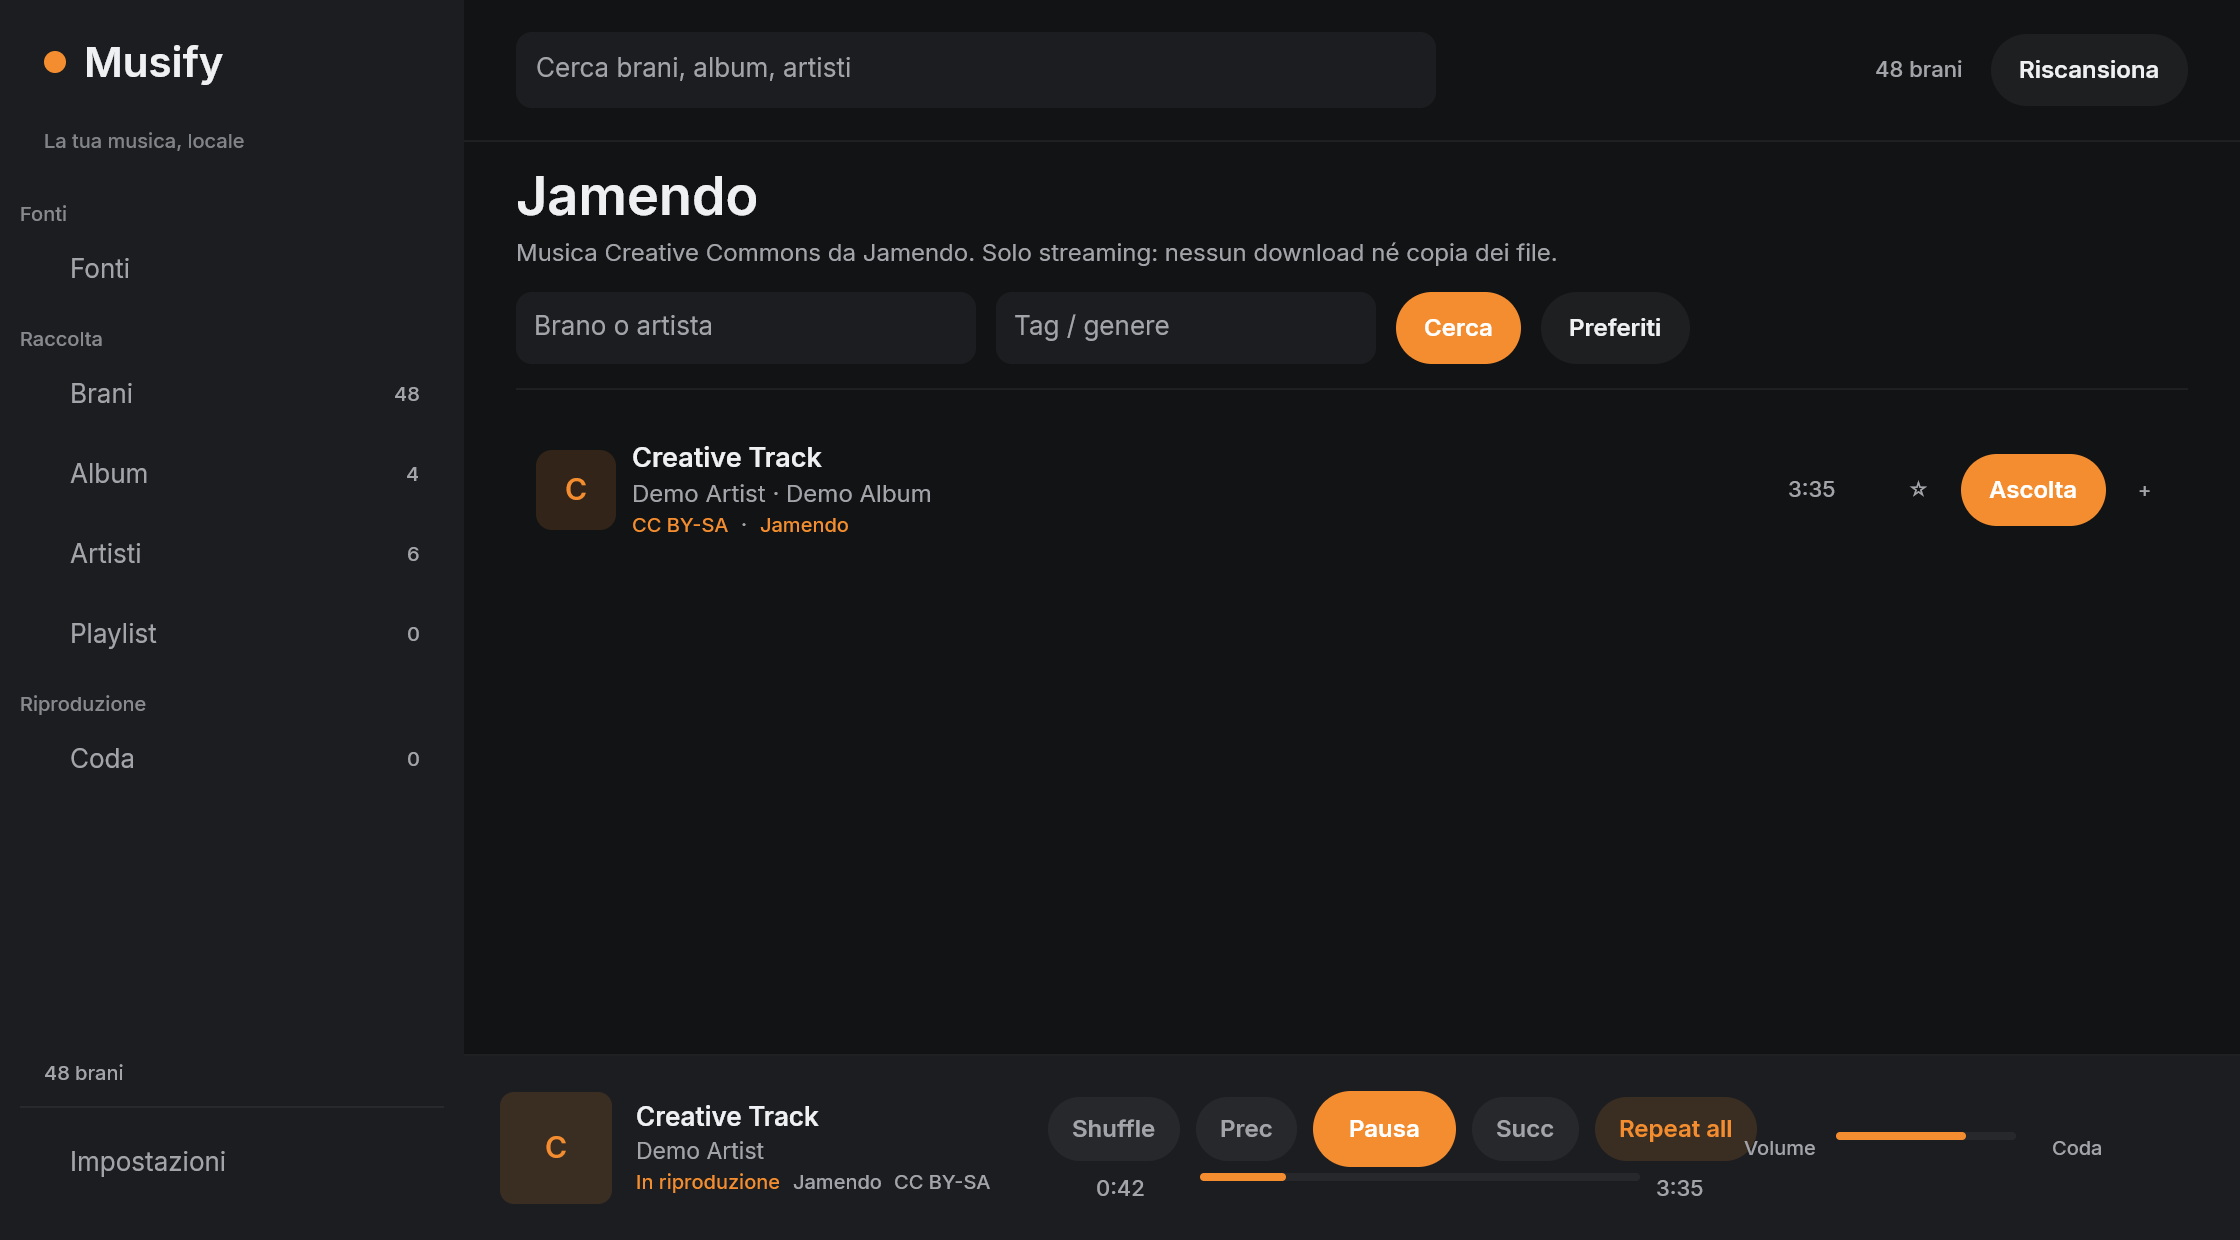 Musify
La tua musica, locale
Fonti
Fonti
Raccolta
Brani 48
Album 4
Artisti 6
Playlist 0
Riproduzione
Coda 0
48 brani
Impostazioni
Cerca brani, album, artisti
48 brani Riscansiona
Jamendo
Musica Creative Commons da Jamendo. Solo streaming: nessun download né copia dei file.
Brano o artista Tag / genere Cerca Preferiti
C
Creative Track
Demo Artist · Demo Album
CC BY-SA · Jamendo
3:35 ☆ Ascolta +
C
Creative Track
Demo Artist
In riproduzione Jamendo CC BY-SA
Shuffle Prec Pausa Succ Repeat all
0:42 3:35
Volume Coda